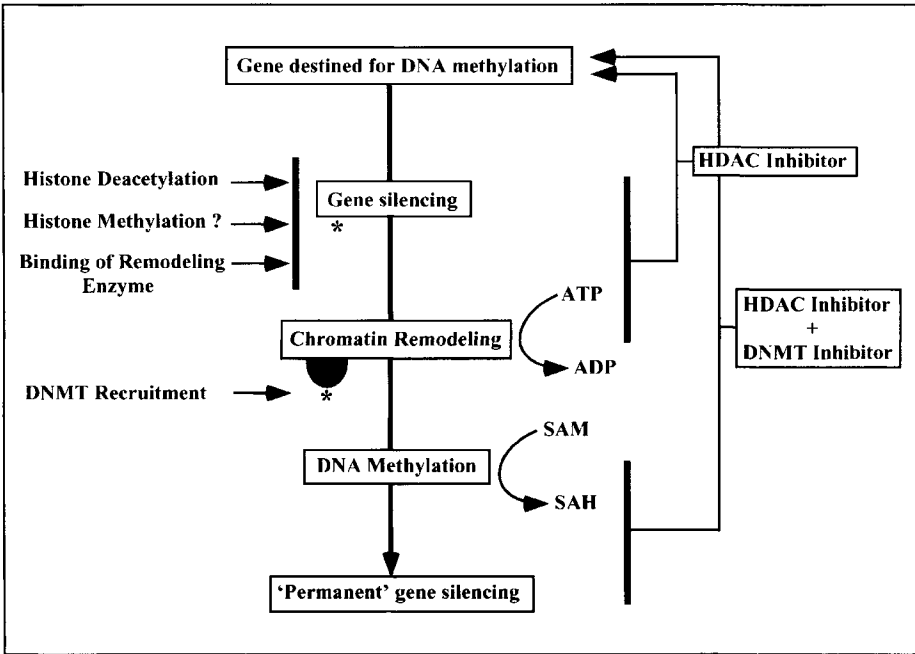 Gene destined for DNA methylation
HDAC Inhibitor
Histone Deacetylation
Gene silencing
*
Histone Methylation ?
Binding of Remodeling
Enzyme
ATP
HDAC Inhibitor
+
DNMT Inhibitor
Chromatin Remodeling
ADP
DNMT Recruitment
*
SAM
DNA Methylation
SAH
‘Permanent’ gene silencing